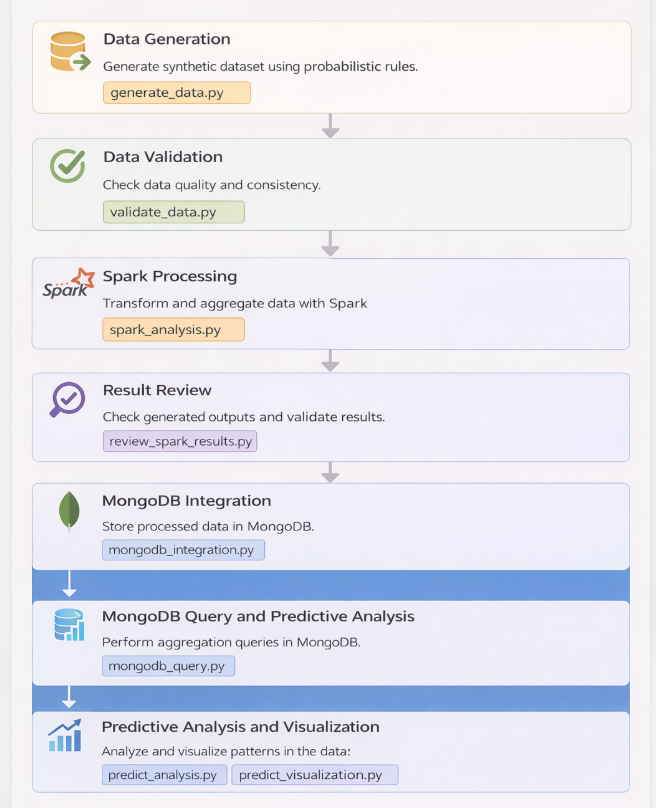 Data Generation
Generate synthetic dataset using probabilistic rules.
generate_data.py
Data Validation
Check data quality and consistency.
validate_data.py
Spark
Spark Processing
Transform and aggregate data with Spark
spark_analysis.py
Result Review
Check generated outputs and validate results.
review_spark_results.py
MongoDB Integration
Store processed data in MongoDB.
mongodb_integration.py
MongoDB Query and Predictive Analysis
Perform aggregation queries in MongoDB.
mongodb_query.py
Predictive Analysis and Visualization
Analyze and visualize patterns in the data:
predict_analysis.py predict_visualization.py